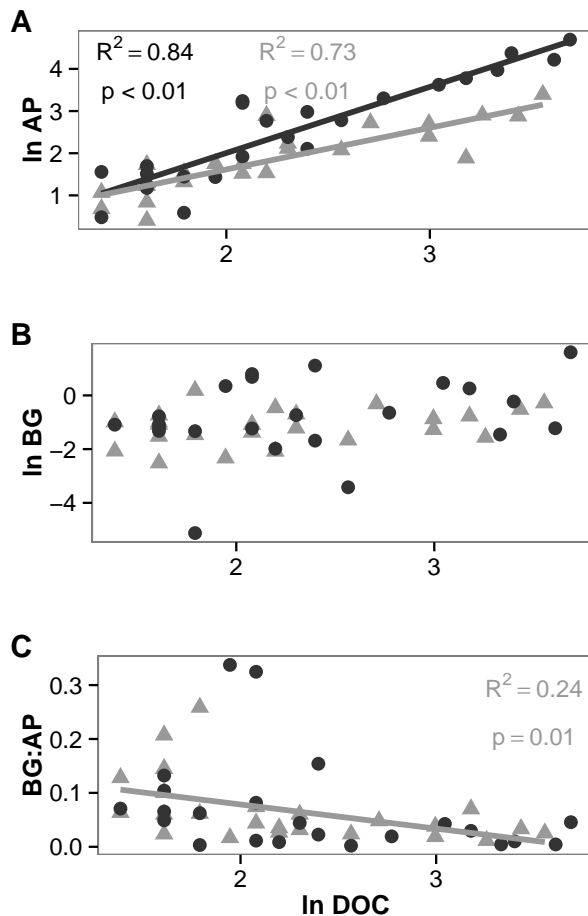 A
R² = 0.84
R² = 0.73
p < 0.01
p < 0.01
ln AP
4
3
2
1
2
3
B
ln BG
0
−2
−4
2
3
C
R² = 0.24
p = 0.01
BG:AP
0.3
0.2
0.1
0.0
2
3
ln DOC